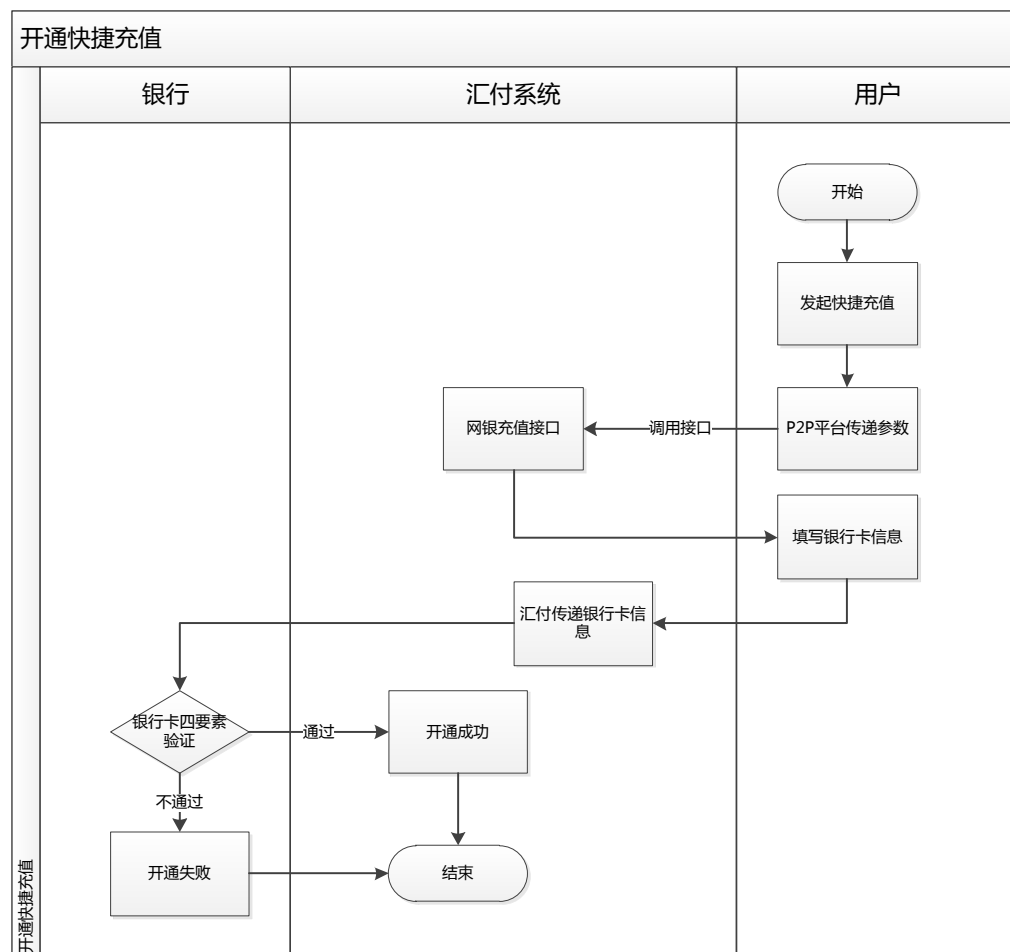 开通快捷充值
银行
汇付系统
用户
开始
发起快捷充值
网银充值接口
调用接口
P2P平台传递参数
填写银行卡信息
汇付传递银行卡信
息
银行卡四要素
验证
通过
开通成功
不通过
开通失败
结束
开通快捷充值